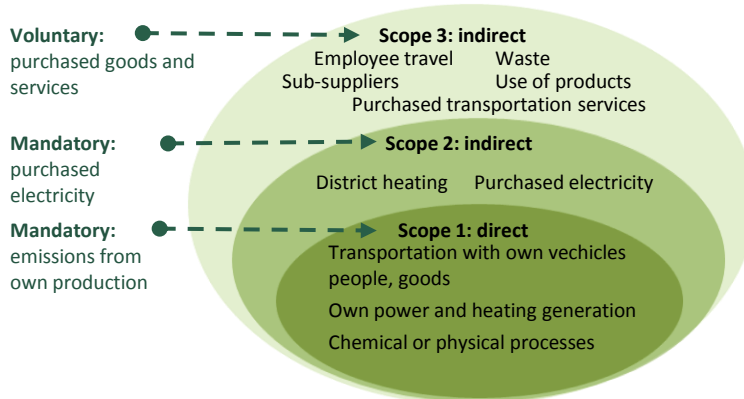 Voluntary:
purchased goods and
services
Scope 3: indirect
Employee travel Waste
Sub-suppliers Use of products
Purchased transportation services
Mandatory:
purchased
electricity
Scope 2: indirect
District heating Purchased electricity
Mandatory:
emissions from
own production
Scope 1: direct
Transportation with own vechicles
people, goods
Own power and heating generation
Chemical or physical processes